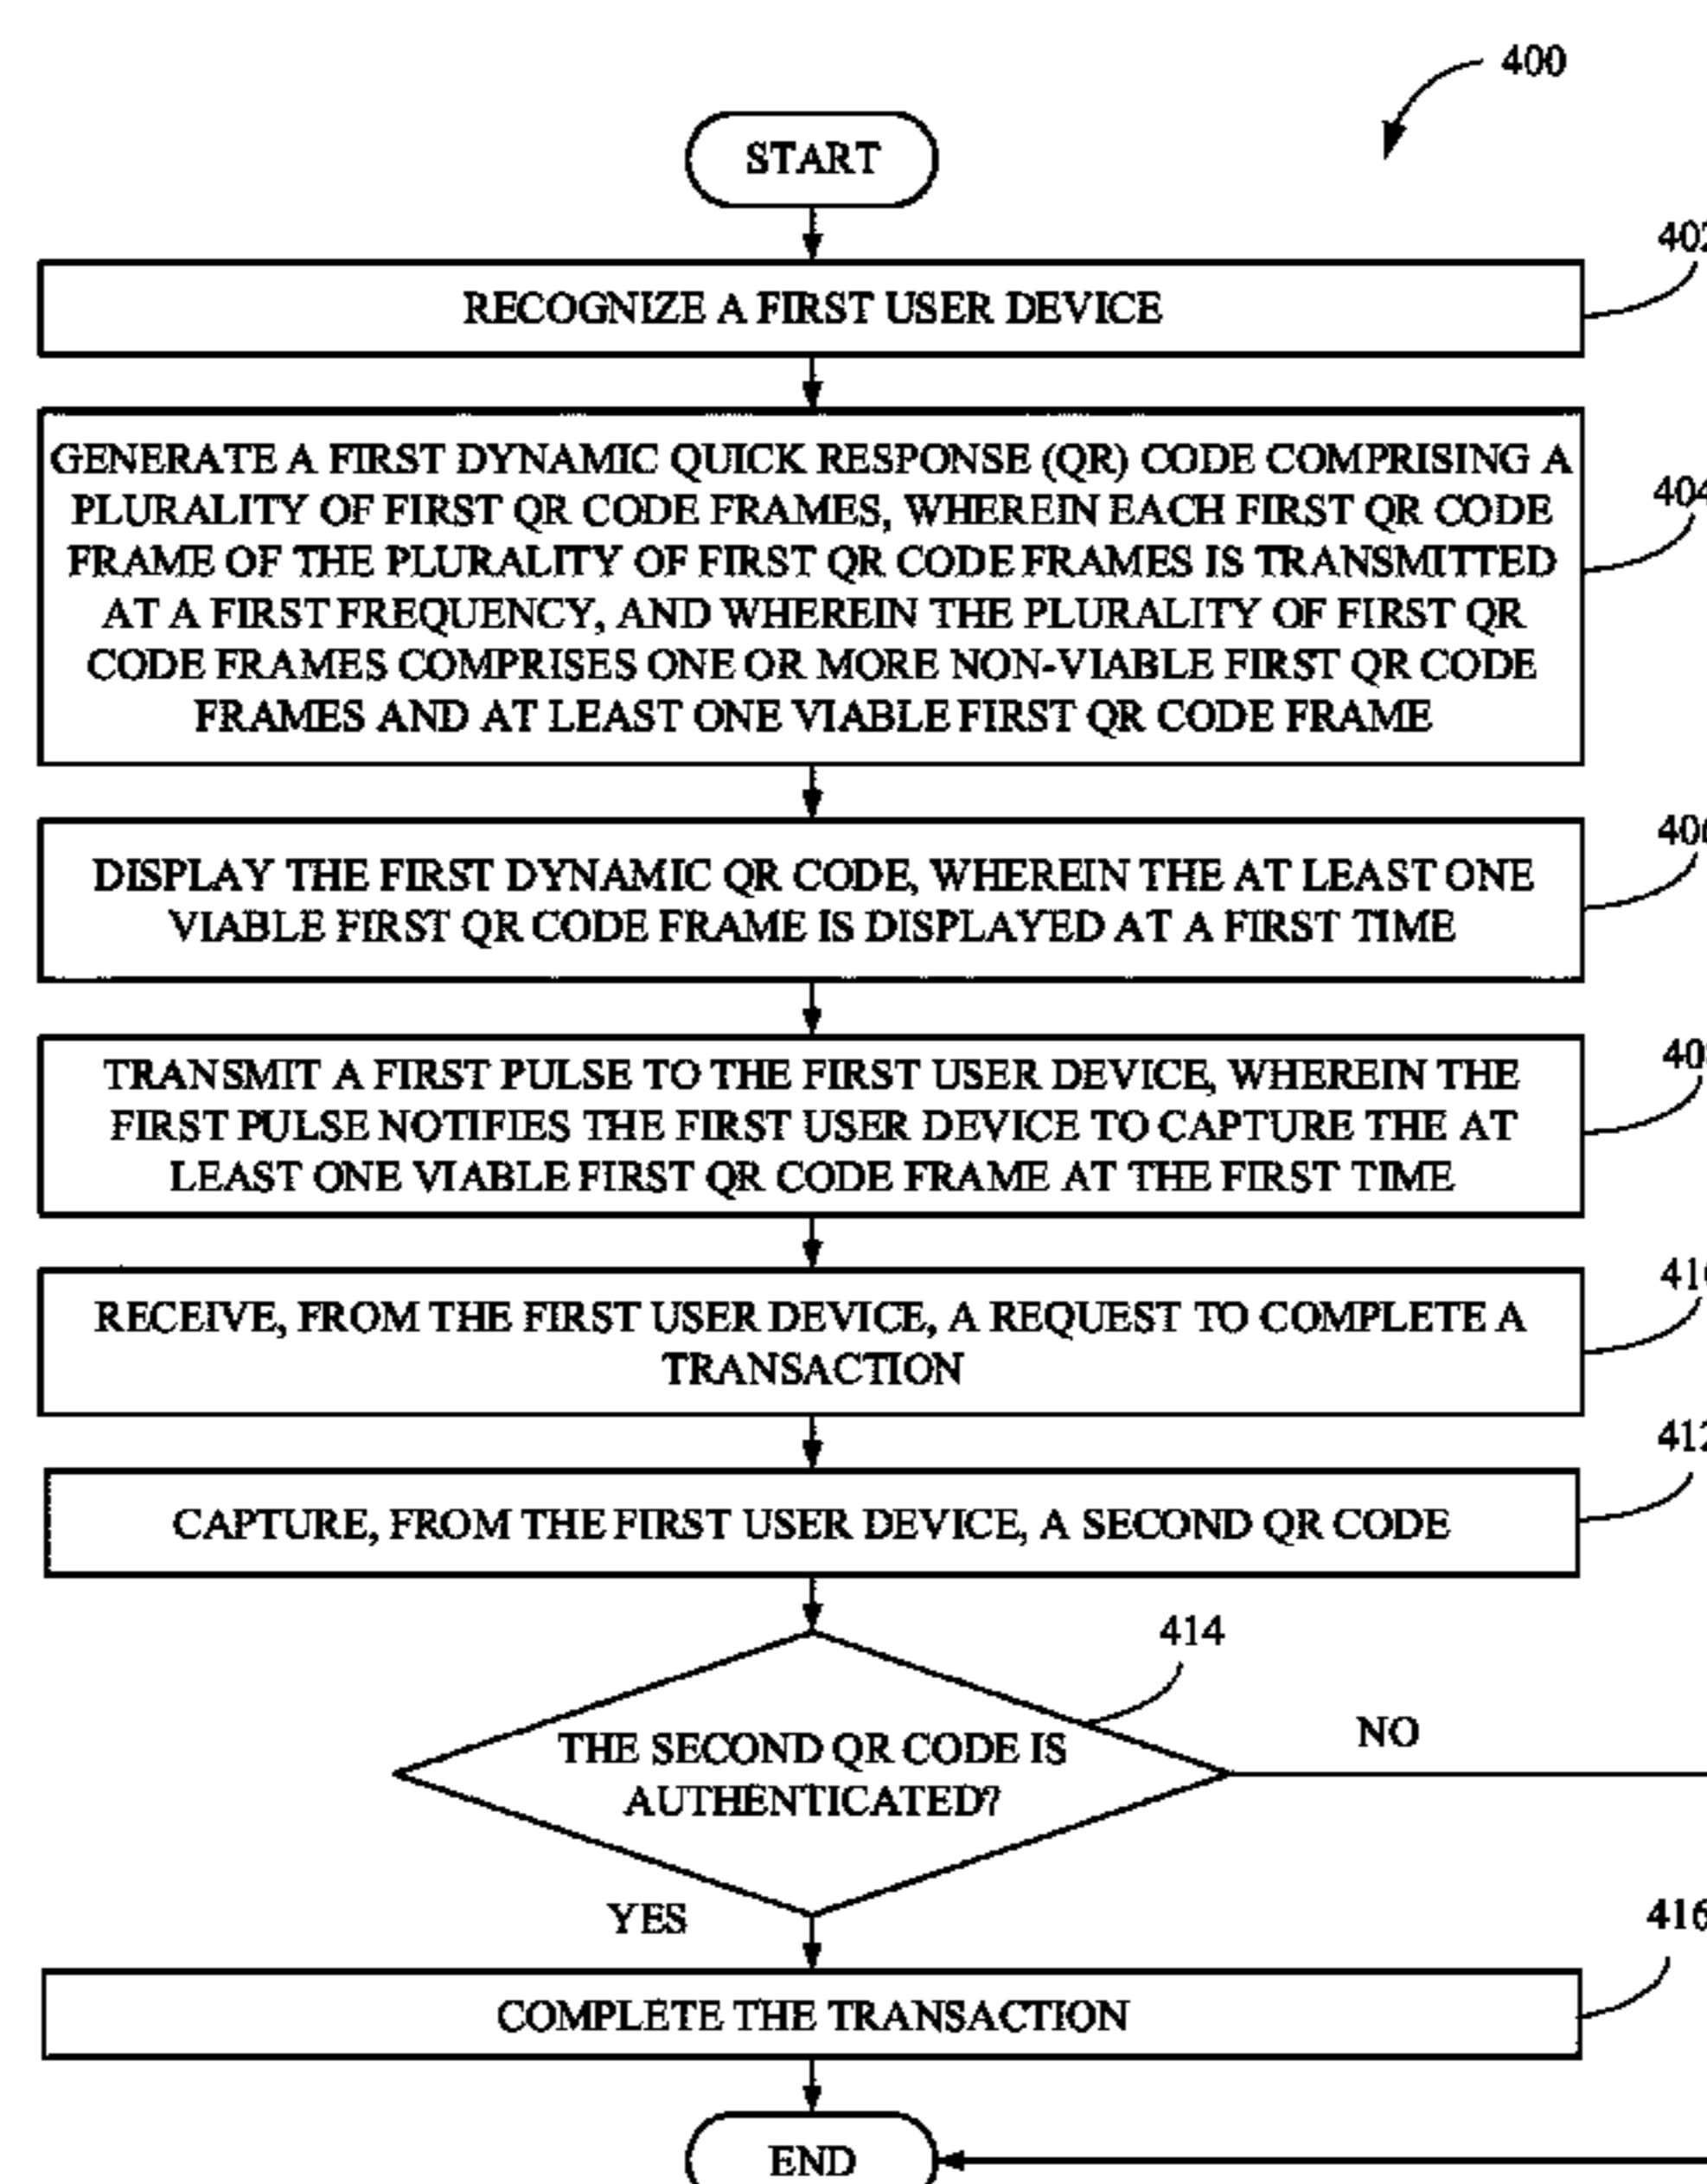 400
START
402
RECOGNIZE A FIRST USER DEVICE
GENERATE A FIRST DYNAMIC QUICK RESPONSE (QR) CODE COMPRISING A
PLURALITY OF FIRST QR CODE FRAMES, WHEREIN EACH FIRST QR CODE
404
FRAME OF THE PLURALITY OF FIRST QR CODE FRAMES IS TRANSMITTED
AT A FIRST FREQUENCY, AND WHEREIN THE PLURALITY OF FIRST QR
CODE FRAMES COMPRISES ONE OR MORE NON-VIABLE FIRST QR CODE
FRAMES AND AT LEAST ONE VIABLE FIRST QR CODE FRAME
406
DISPLAY THE FIRST DYNAMIC QR CODE, WHEREIN THE AT LEAST ONE
VIABLE FIRST QR CODE FRAME IS DISPLAYED AT A FIRST TIME
TRANSMIT A FIRST PULSE TO THE FIRST USER DEVICE, WHEREIN THE
FIRST PULSE NOTIFIES THE FIRST USER DEVICE TO CAPTURE THE AT
LEAST ONE VIABLE FIRST QR CODE FRAME AT THE FIRST TIME
410
RECEIVE, FROM THE FIRST USER DEVICE, A REQUEST TO COMPLETE A
TRANSACTION
412
CAPTURE, FROM THE FIRST USER DEVICE, A SECOND QR CODE
414
THE SECOND QR CODE IS
AUTHENTICATED?
NO
YES
416
COMPLETE THE TRANSACTION
END